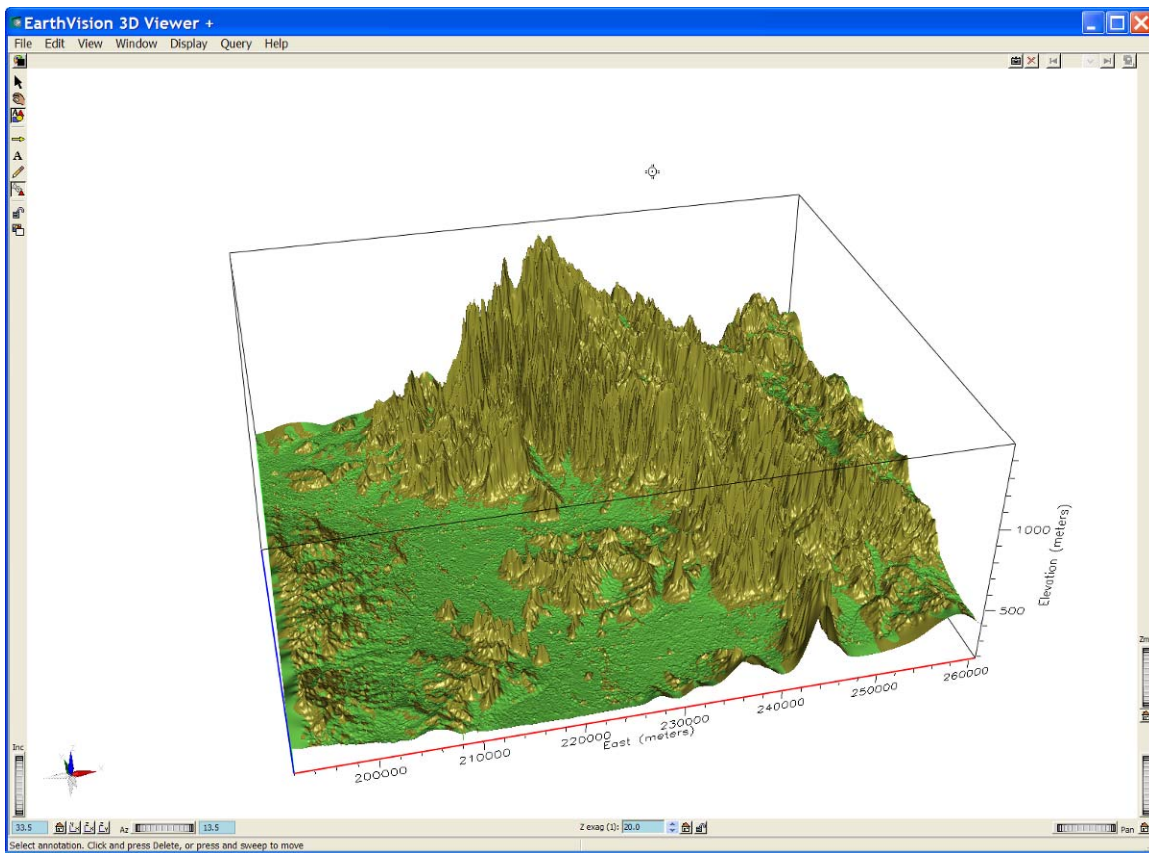 EarthVision 3D Viewer +
File Edit View Window Display Query Help
A
1000
500
Elevation (meters)
200000
210000
220000
230000
240000
250000
260000
East (meters)
Zm
Inc
33.5
Az
13.5
Z exag (1): 20.0
Pan
Select annotation. Click and press Delete, or press and sweep to move